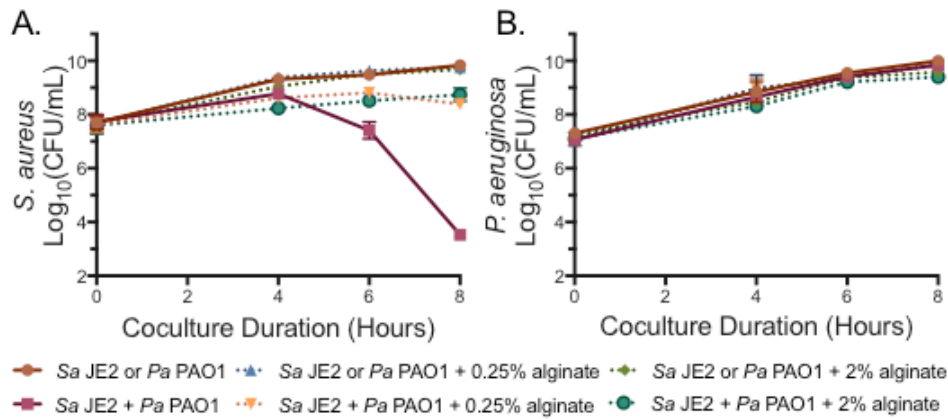 A.
B.
S. aureus
Log10(CFU/mL)
10
8
6
4
2
0
2
4
6
8
Coculture Duration (Hours)
P. aeruginosa
Log10(CFU/mL)
10
8
6
4
2
0
2
4
6
8
Coculture Duration (Hours)
Sa JE2 or Pa PAO1
Sa JE2 or Pa PAO1 + 0.25% alginate
Sa JE2 or Pa PAO1 + 2% alginate
Sa JE2 + Pa PAO1
Sa JE2 + Pa PAO1 + 0.25% alginate
Sa JE2 + Pa PAO1 + 2% alginate